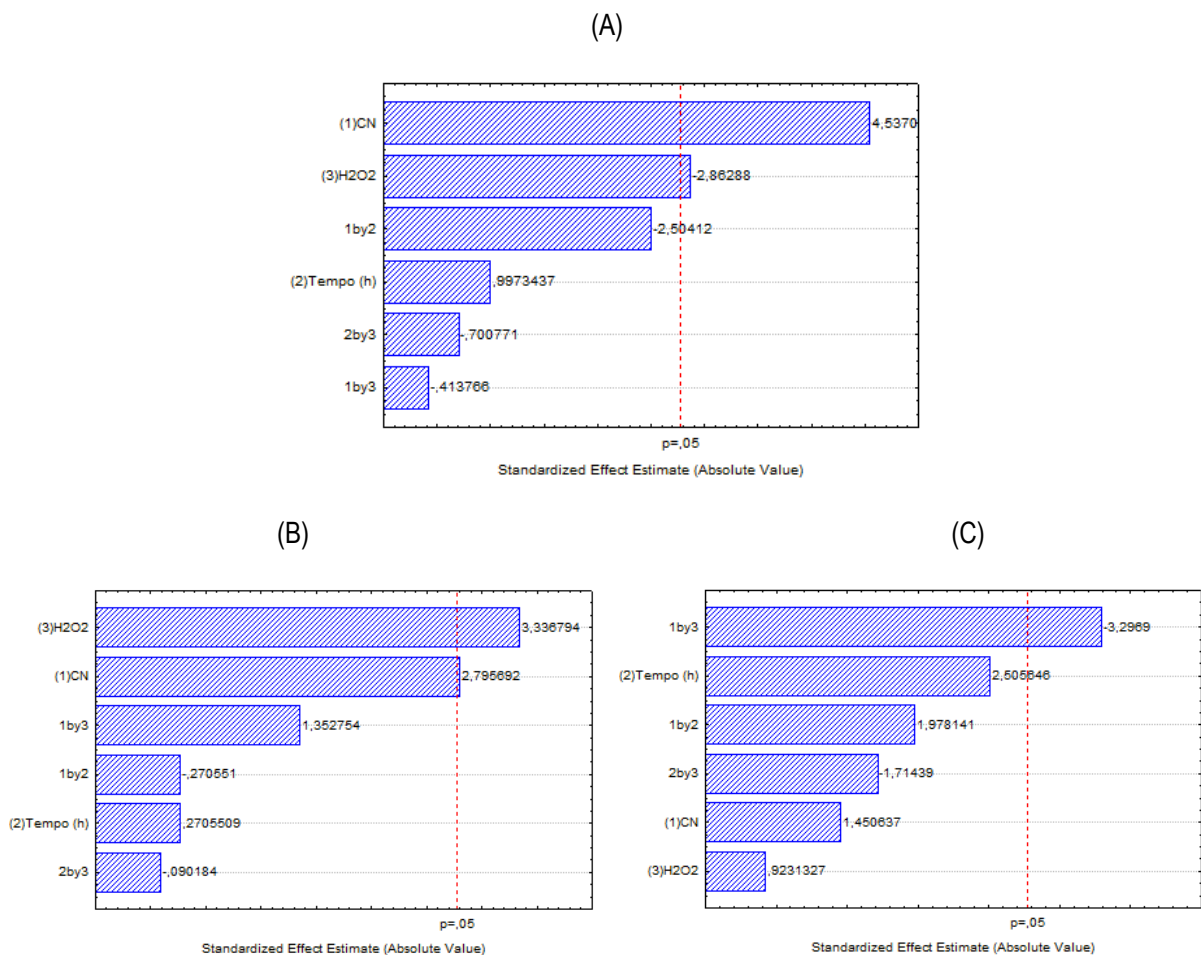 (A)
(1)CN
4,5370
(3)H2O2
-2,86288
1by2
-2,50412
(2)Tempo (h)
,9973437
2by3
-,700771
1by3
-,413766
p=,05
Standardized Effect Estimate (Absolute Value)
(B)
(3)H2O2
3,336794
(1)CN
2,795692
1by3
1,352754
1by2
-,270551
(2)Tempo (h)
,2705509
2by3
-,090184
p=,05
Standardized Effect Estimate (Absolute Value)
(C)
1by3
-3,2969
(2)Tempo (h)
2,505646
1by2
1,978141
2by3
-1,71439
(1)CN
1,450637
(3)H2O2
,9231327
p=,05
Standardized Effect Estimate (Absolute Value)